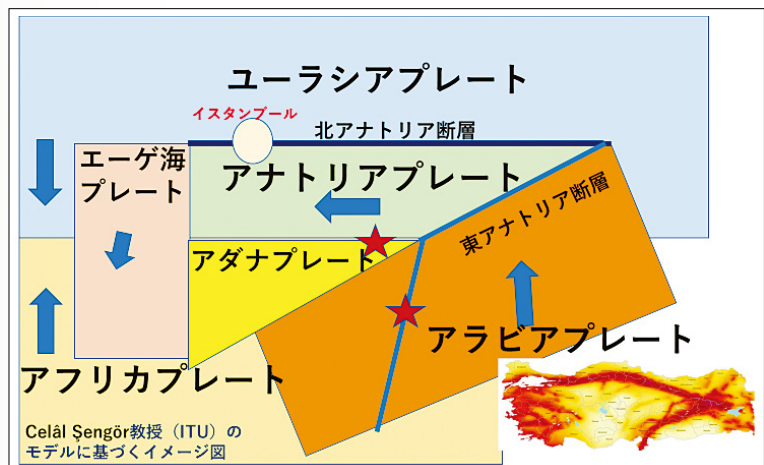 ユーラシアプレート
イスタンブール
北アナトリア断層
エーゲ海
プレート
アナトリアプレート
東アナトリア断層
アダナプレート
アラビアプレート
アフリカプレート
Celâl Şengör教授（ITU）の
モデルに基づくイメージ図